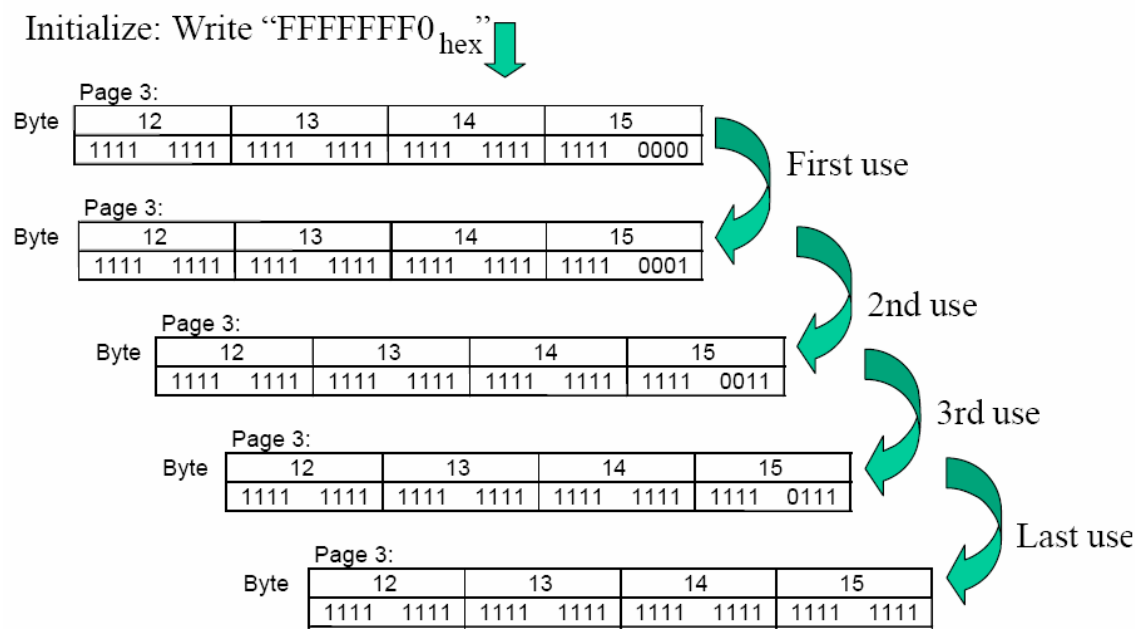 Initialize: Write “FFFFFFF0hex”
Page 3:
Byte 12 13 14 15
1111 1111 1111 1111 1111 1111 1111 0000
First use
Page 3:
Byte 12 13 14 15
1111 1111 1111 1111 1111 1111 1111 0001
2nd use
Page 3:
Byte 12 13 14 15
1111 1111 1111 1111 1111 1111 1111 0011
3rd use
Page 3:
Byte 12 13 14 15
1111 1111 1111 1111 1111 1111 1111 0111
Last use
Page 3:
Byte 12 13 14 15
1111 1111 1111 1111 1111 1111 1111 1111